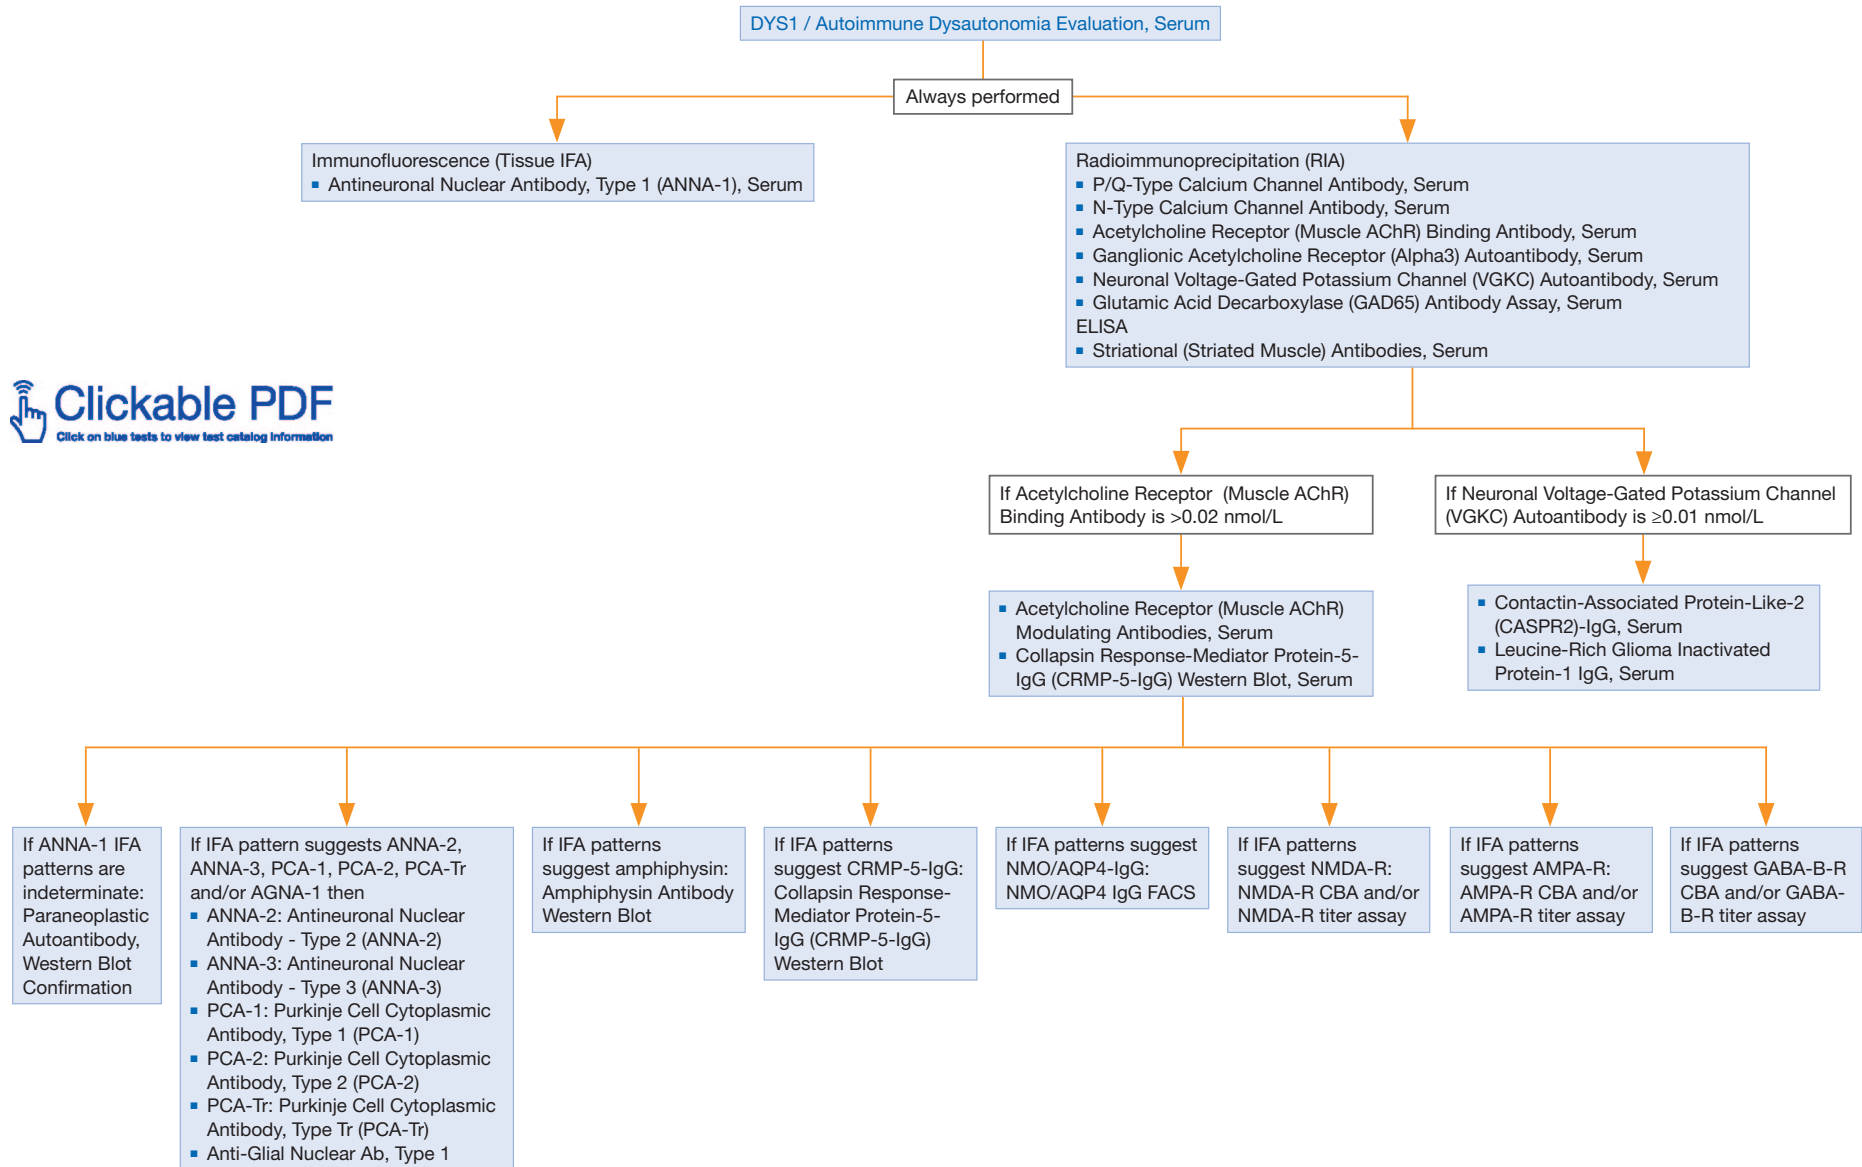 DYS1 / Autoimmune Dysautonomia Evaluation, Serum
Always performed
Immunofluorescence (Tissue IFA)
▪ Antineuronal Nuclear Antibody, Type 1 (ANNA-1), Serum
Radioimmunoprecipitation (RIA)
▪ P/Q-Type Calcium Channel Antibody, Serum
▪ N-Type Calcium Channel Antibody, Serum
▪ Acetylcholine Receptor (Muscle AChR) Binding Antibody, Serum
▪ Ganglionic Acetylcholine Receptor (Alpha3) Autoantibody, Serum
▪ Neuronal Voltage-Gated Potassium Channel (VGKC) Autoantibody, Serum
▪ Glutamic Acid Decarboxylase (GAD65) Antibody Assay, Serum
ELISA
▪ Striational (Striated Muscle) Antibodies, Serum
Clickable PDF
Click on blue tests to view test catalog information
If Acetylcholine Receptor (Muscle AChR)
Binding Antibody is >0.02 nmol/L
If Neuronal Voltage-Gated Potassium Channel
(VGKC) Autoantibody is ≥0.01 nmol/L
▪ Acetylcholine Receptor (Muscle AChR)
Modulating Antibodies, Serum
▪ Collapsin Response-Mediator Protein-5-
IgG (CRMP-5-IgG) Western Blot, Serum
▪ Contactin-Associated Protein-Like-2
(CASPR2)-IgG, Serum
▪ Leucine-Rich Glioma Inactivated
Protein-1 IgG, Serum
If ANNA-1 IFA
patterns are
indeterminate:
Paraneoplastic
Autoantibody,
Western Blot
Confirmation
If IFA pattern suggests ANNA-2,
ANNA-3, PCA-1, PCA-2, PCA-Tr
and/or AGNA-1 then
▪ ANNA-2: Antineuronal Nuclear
Antibody - Type 2 (ANNA-2)
▪ ANNA-3: Antineuronal Nuclear
Antibody - Type 3 (ANNA-3)
▪ PCA-1: Purkinje Cell Cytoplasmic
Antibody, Type 1 (PCA-1)
▪ PCA-2: Purkinje Cell Cytoplasmic
Antibody, Type 2 (PCA-2)
▪ PCA-Tr: Purkinje Cell Cytoplasmic
Antibody, Type Tr (PCA-Tr)
▪ Anti-Glial Nuclear Ab, Type 1
If IFA patterns
suggest amphiphysin:
Amphiphysin Antibody
Western Blot
If IFA patterns
suggest CRMP-5-IgG:
Collapsin Response-
Mediator Protein-5-
IgG (CRMP-5-IgG)
Western Blot
If IFA patterns suggest
NMO/AQP4-IgG:
NMO/AQP4 IgG FACS
If IFA patterns
suggest NMDA-R:
NMDA-R CBA and/or
NMDA-R titer assay
If IFA patterns
suggest AMPA-R:
AMPA-R CBA and/or
AMPA-R titer assay
If IFA patterns
suggest GABA-B-R
CBA and/or GABA-
B-R titer assay